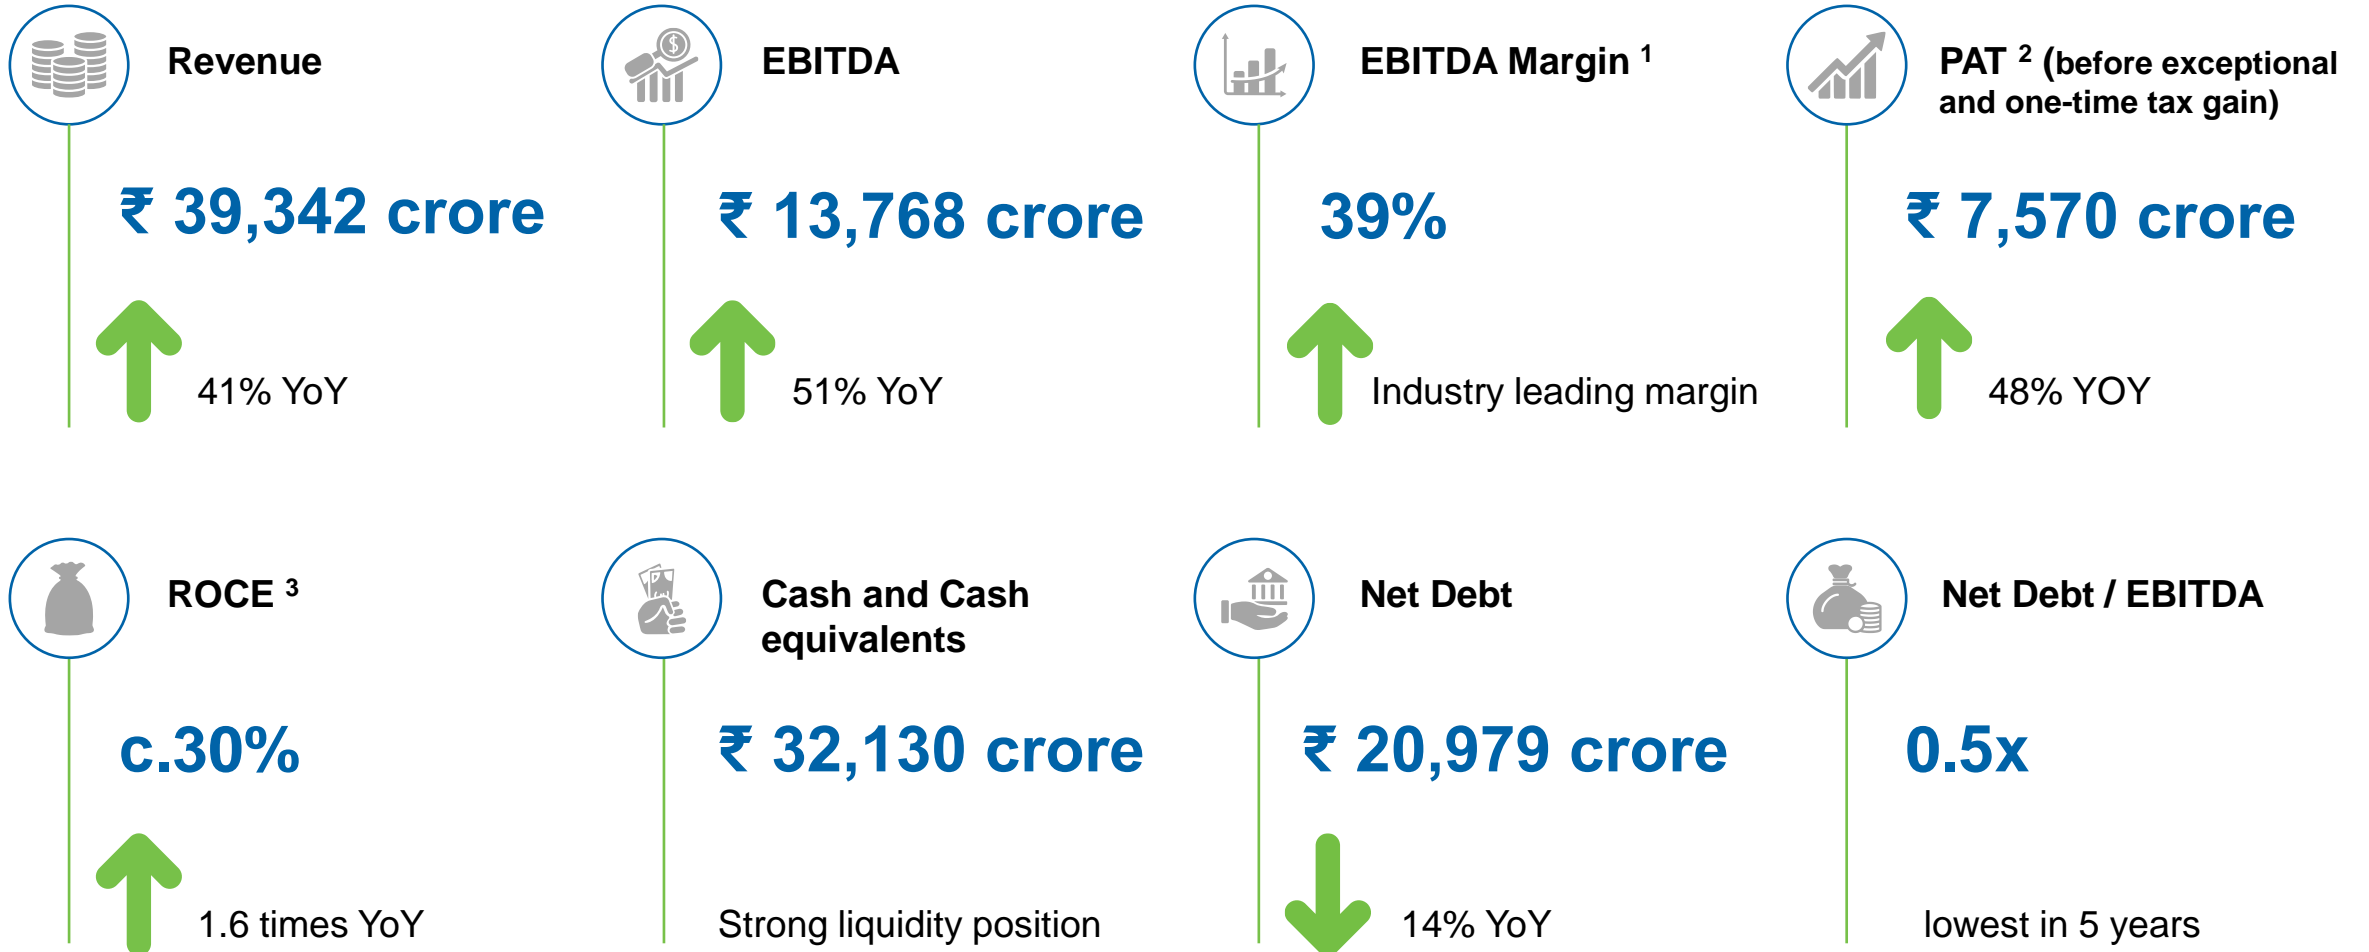 Revenue
₹ 39,342 crore
41% YoY
EBITDA
₹ 13,768 crore
51% YoY
EBITDA Margin 1
39%
Industry leading margin
PAT 2 (before exceptional
and one-time tax gain)
₹ 7,570 crore
48% YOY
ROCE 3
c.30%
1.6 times YoY
Cash and Cash
equivalents
₹ 32,130 crore
Strong liquidity position
Net Debt
₹ 20,979 crore
14% YoY
Net Debt / EBITDA
0.5x
lowest in 5 years